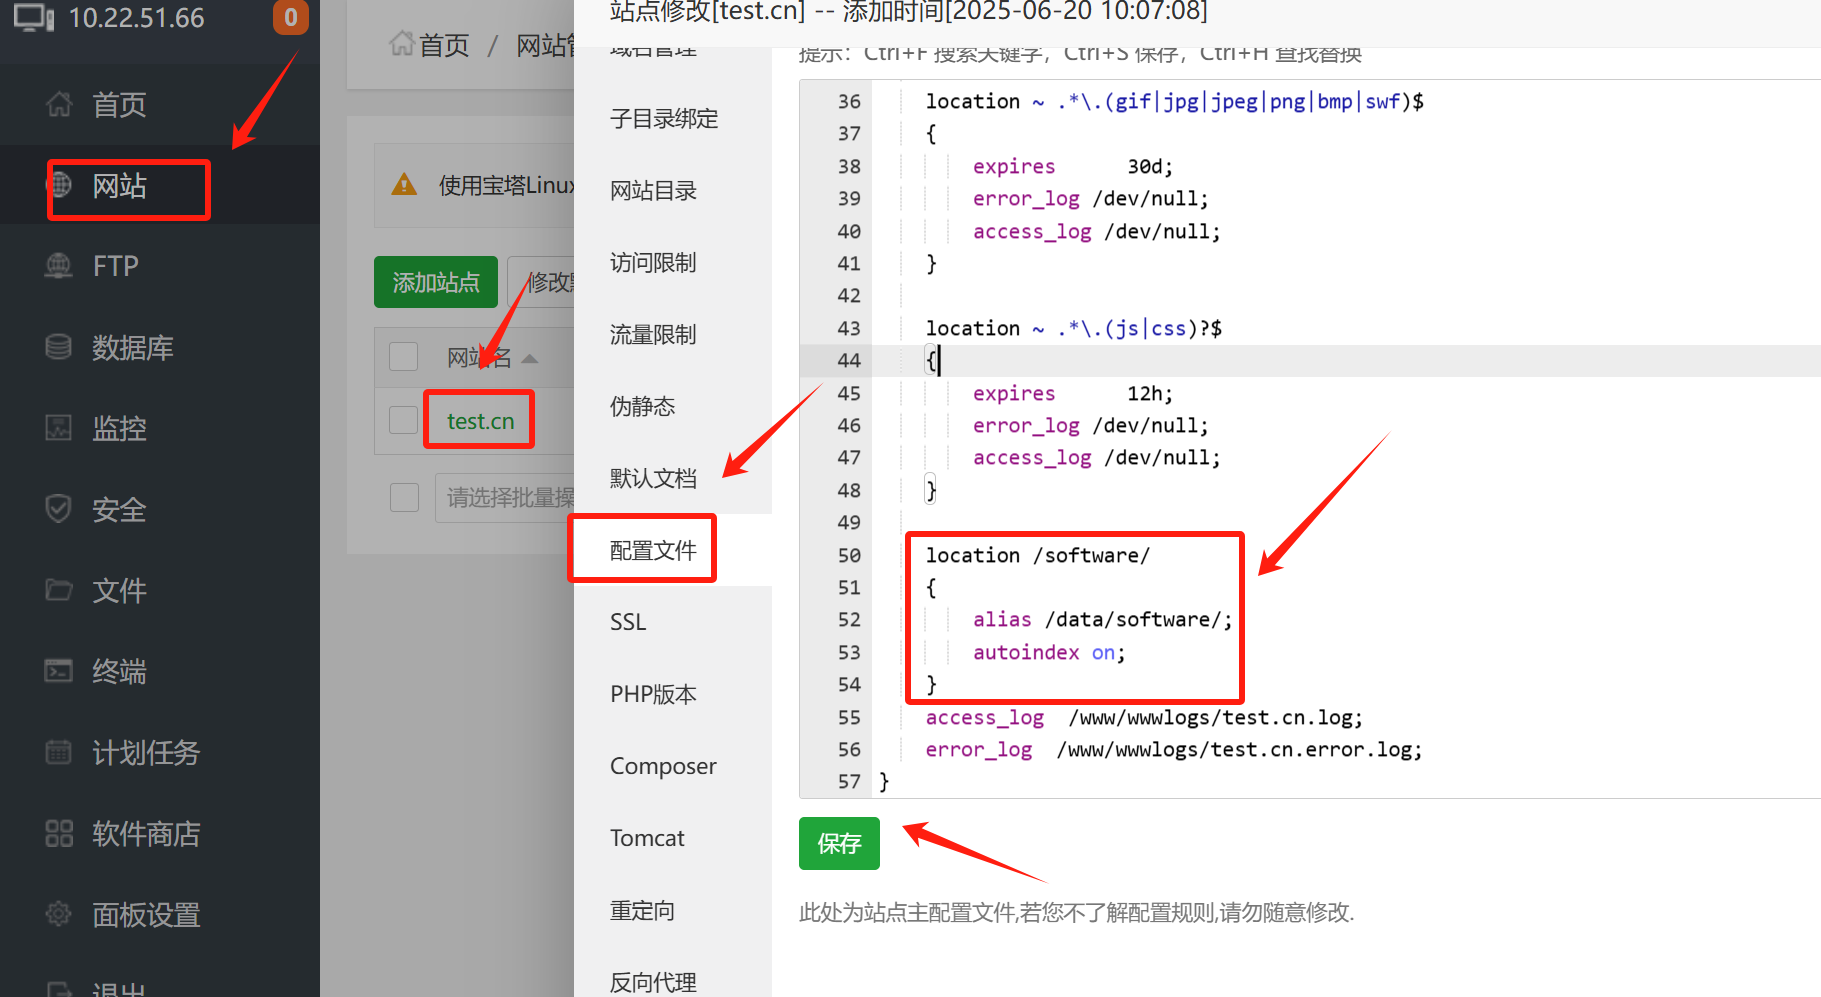 10.22.51.66
0
首页
网站
FTP
数据库
监控
安全
文件
终端
计划任务
软件商店
面板设置
退出
首页 / 网站管
使用宝塔Linux
添加站点
修改默
网站名
test.cn
请选择批量操
站点修改[test.cn] -- 添加时间[2025-06-20 10:07:08]
域名管理
子目录绑定
网站目录
访问限制
流量限制
伪静态
默认文档
配置文件
SSL
PHP版本
Composer
Tomcat
重定向
反向代理
提示：Ctrl+F 搜索关键字，Ctrl+S 保存，Ctrl+H 查找替换
36 location ~ .*\.(gif|jpg|jpeg|png|bmp|swf)$
37 {
38 expires 30d;
39 error_log /dev/null;
40 access_log /dev/null;
41 }
42
43 location ~ .*\.(js|css)?$
44 {
45 expires 12h;
46 error_log /dev/null;
47 access_log /dev/null;
48 }
49
50 location /software/
51 {
52 alias /data/software/;
53 autoindex on;
54 }
55 access_log /www/wwwlogs/test.cn.log;
56 error_log /www/wwwlogs/test.cn.error.log;
57 }
保存
此处为站点主配置文件,若您不了解配置规则,请勿随意修改.